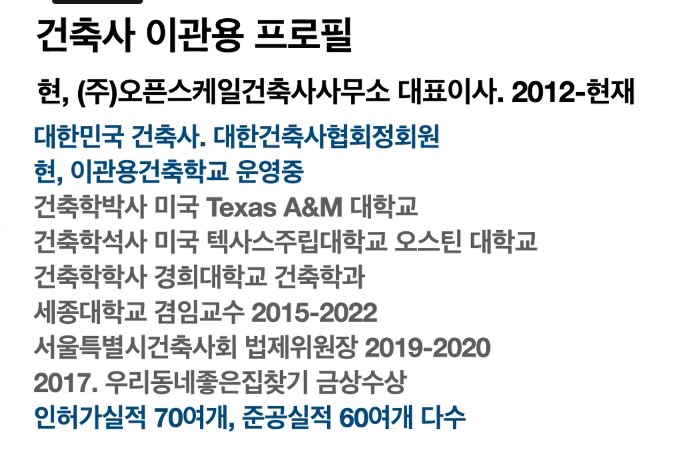 건축사 이관용 프로필
현, (주)오픈스케일건축사사무소 대표이사. 2012-현재
대한민국 건축사. 대한건축사협회정회원
현, 이관용건축학교 운영중
건축학박사 미국 Texas A&M 대학교
건축학석사 미국 텍사스주립대학교 오스틴 대학교
건축학학사 경희대학교 건축학과
세종대학교 겸임교수 2015-2022
서울특별시건축사회 법제위원장 2019-2020
2017. 우리동네좋은집찾기 금상수상
인허가실적 70여개, 준공실적 60여개 다수